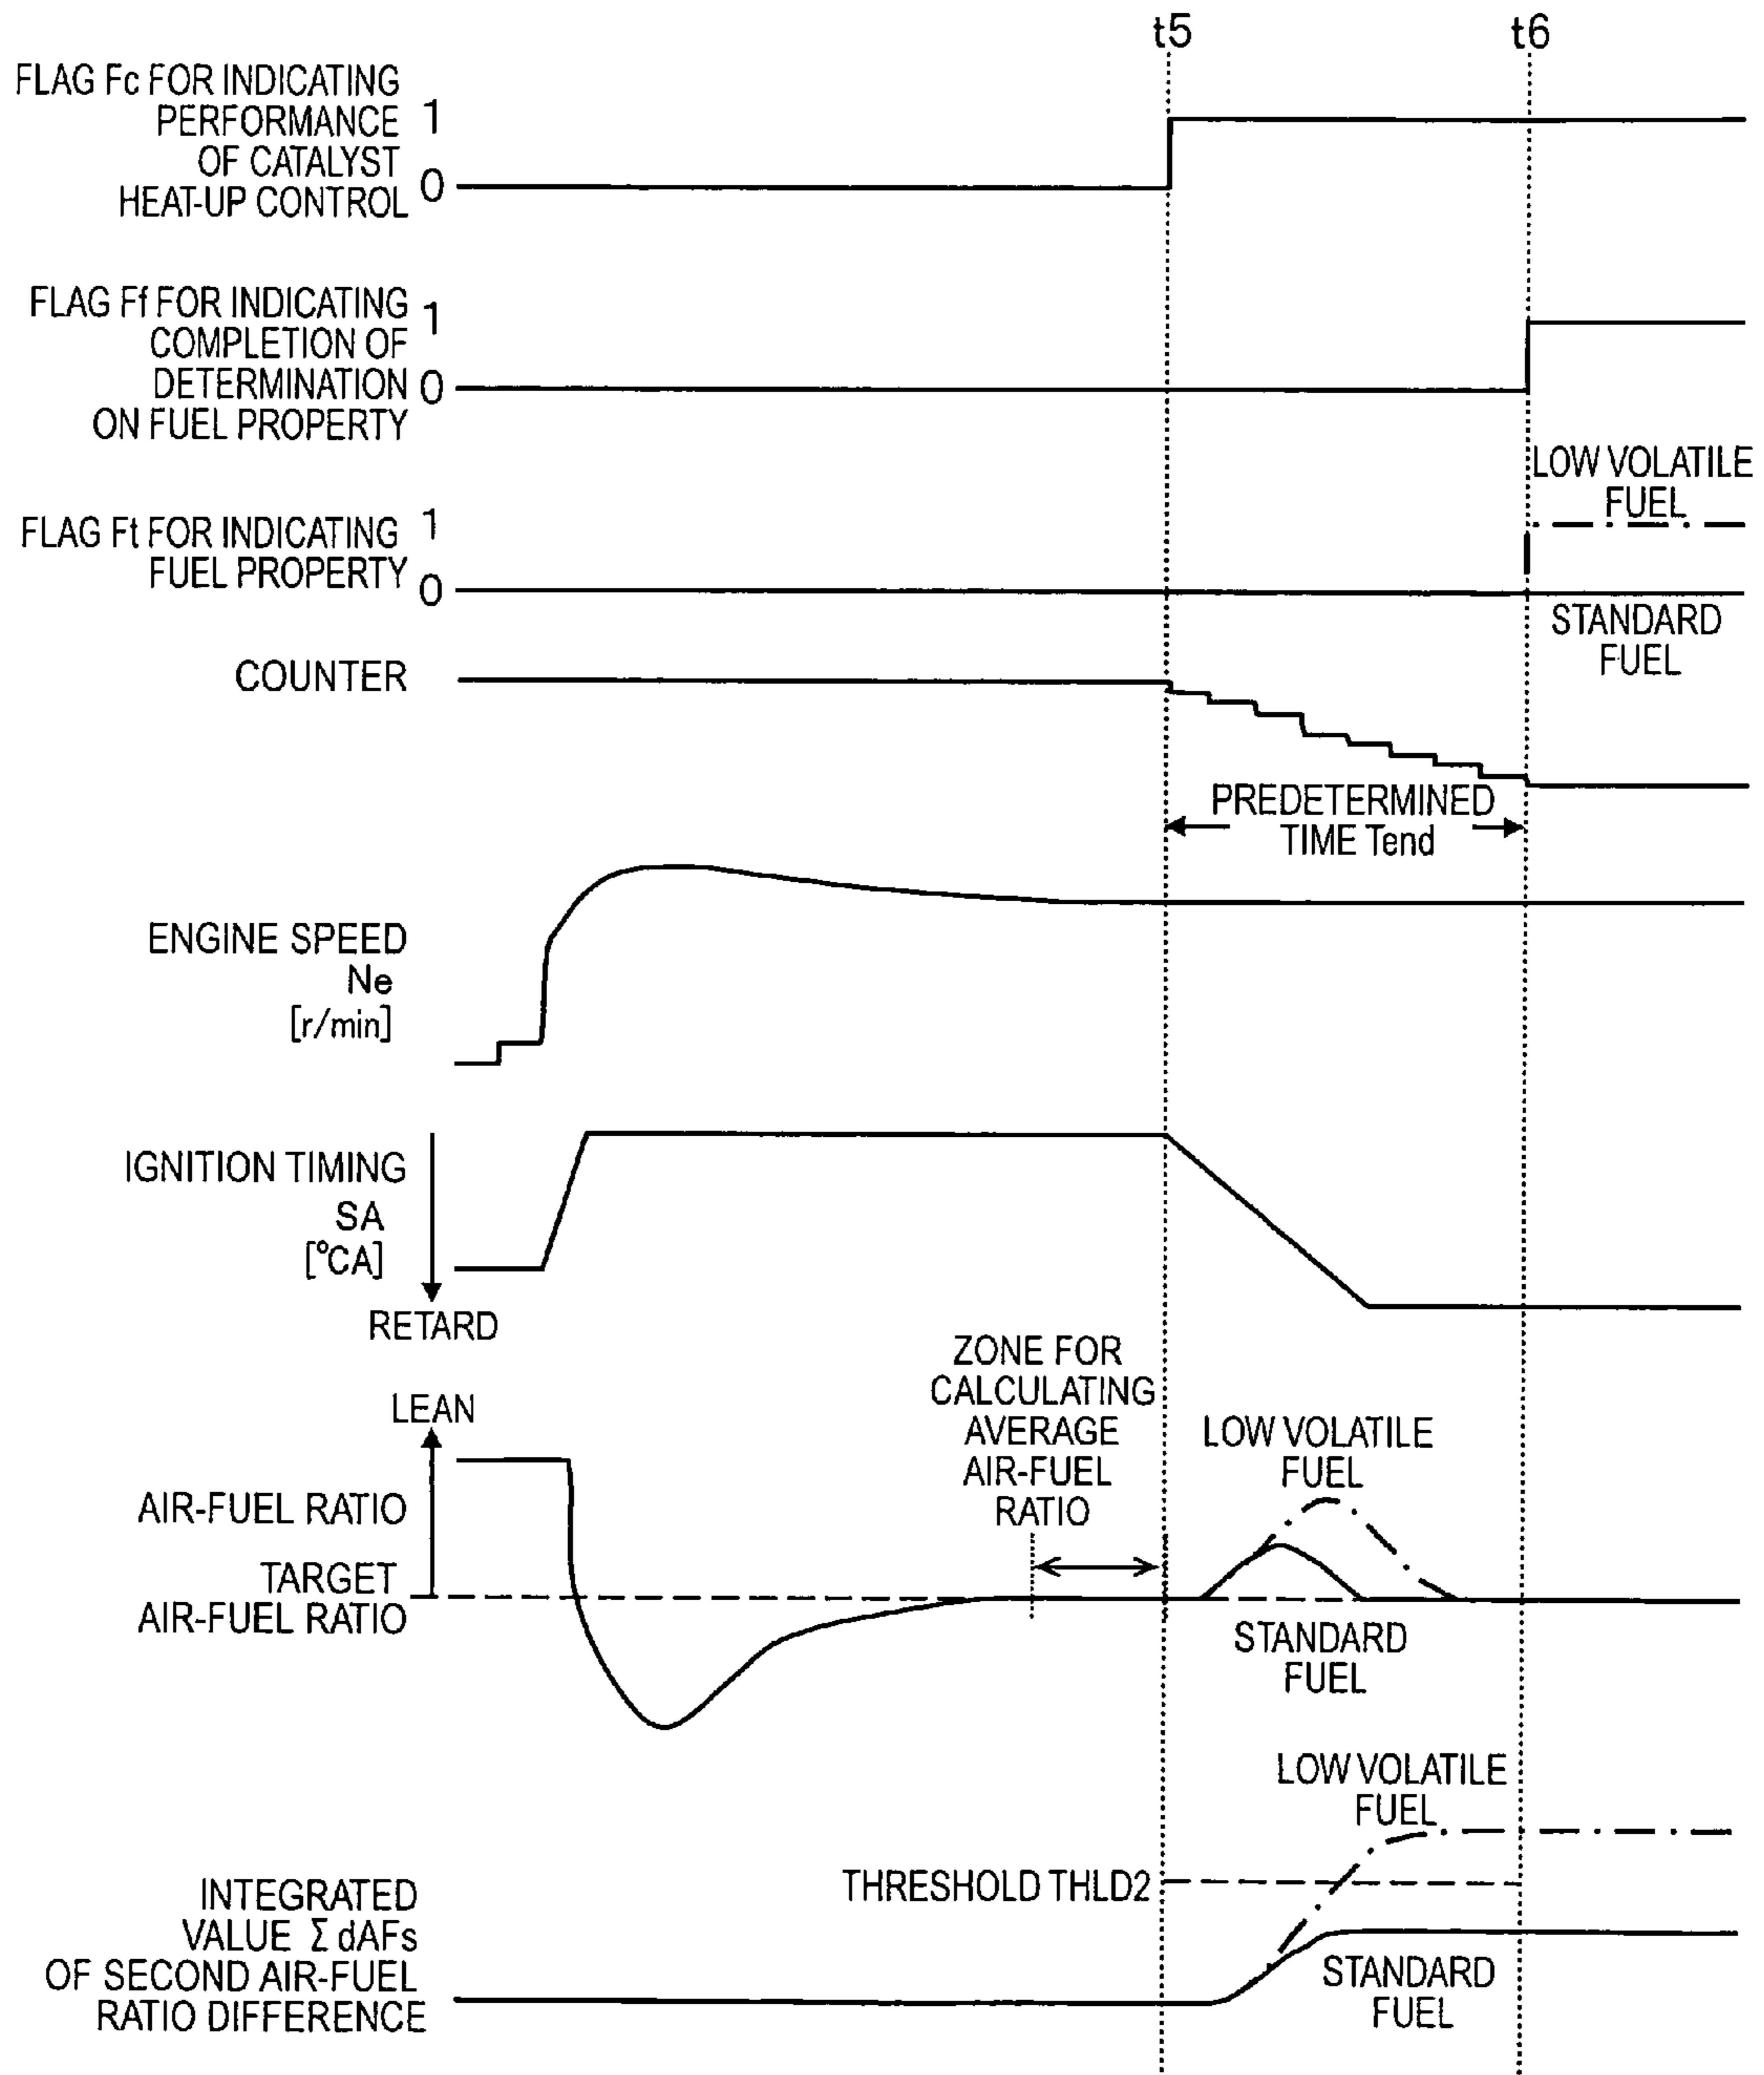 t5
t6
FLAG Fc FOR INDICATING
PERFORMANCE
OF CATALYST
HEAT-UP CONTROL
1
0
FLAG Ff FOR INDICATING
COMPLETION OF
DETERMINATION
ON FUEL PROPERTY
1
0
LOW VOLATILE
FUEL
FLAG Ft FOR INDICATING
FUEL PROPERTY
1
0
STANDARD
FUEL
COUNTER
PREDETERMINED
TIME Tend
ENGINE SPEED
Ne
[r/min]
IGNITION TIMING
SA
[°CA]
RETARD
ZONE FOR
CALCULATING
AVERAGE
AIR-FUEL
RATIO
LEAN
LOW VOLATILE
FUEL
AIR-FUEL RATIO
TARGET
AIR-FUEL RATIO
STANDARD
FUEL
LOW VOLATILE
FUEL
THRESHOLD THLD2
INTEGRATED
VALUE Σ dAFs
OF SECOND AIR-FUEL
RATIO DIFFERENCE
STANDARD
FUEL